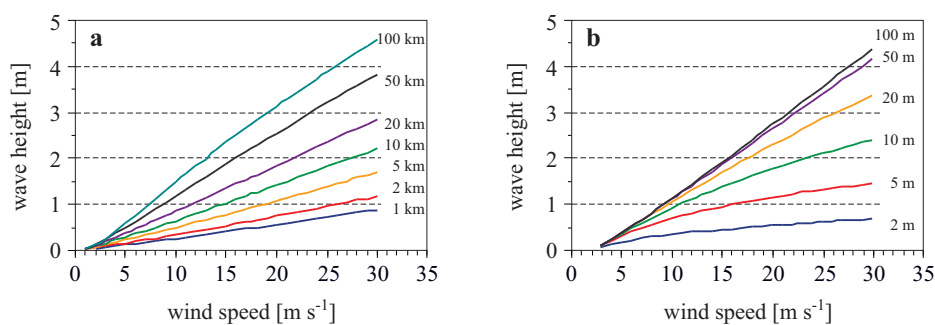 a
wave height [m]
5
4
3
2
1
0
100 km
50 km
20 km
10 km
5 km
2 km
1 km
0 5 10 15 20 25 30 35
wind speed [m s-1]
b
wave height [m]
5
4
3
2
1
0
100 m
50 m
20 m
10 m
5 m
2 m
0 5 10 15 20 25 30 35
wind speed [m s-1]